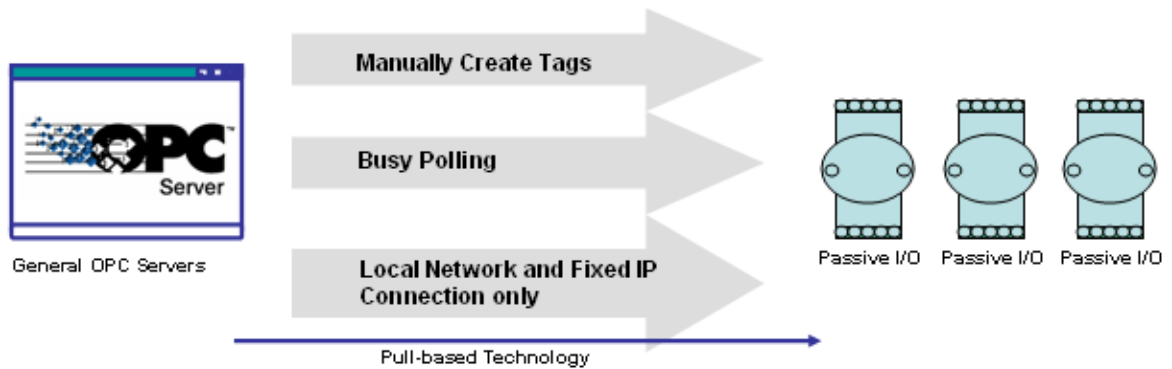 Manually Create Tags
OPC™
Server
Busy Polling
General OPC Servers
Local Network and Fixed IP
Connection only
Passive I/O Passive I/O Passive I/O
Pull-based Technology